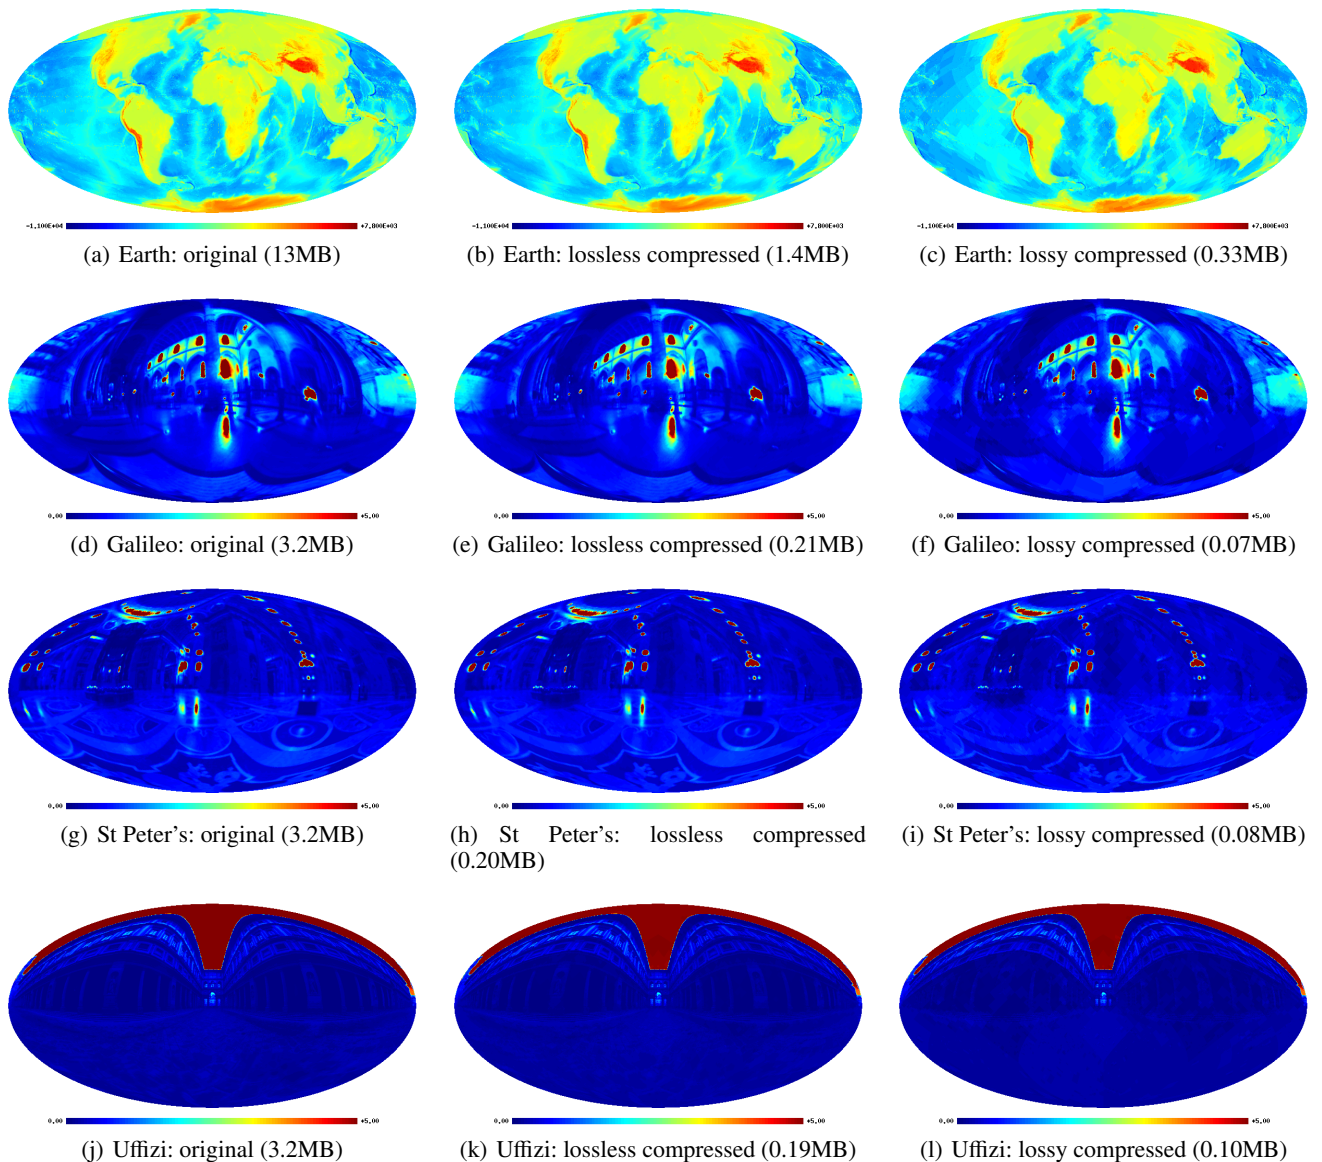 -1,100E+04 +7,800E+03
-1,100E+04 +7,800E+03
-1,100E+04 +7,800E+03
(a) Earth: original (13MB)
(b) Earth: lossless compressed (1.4MB)
(c) Earth: lossy compressed (0.33MB)
0,00 +5,00
0,00 +5,00
0,00 +5,00
(d) Galileo: original (3.2MB)
(e) Galileo: lossless compressed (0.21MB)
(f) Galileo: lossy compressed (0.07MB)
0,00 +5,00
0,00 +5,00
0,00 +5,00
(g) St Peter's: original (3.2MB)
(h) St Peter's: lossless compressed
(0.20MB)
(i) St Peter's: lossy compressed (0.08MB)
0,00 +5,00
0,00 +5,00
0,00 +5,00
(j) Uffizi: original (3.2MB)
(k) Uffizi: lossless compressed (0.19MB)
(l) Uffizi: lossy compressed (0.10MB)